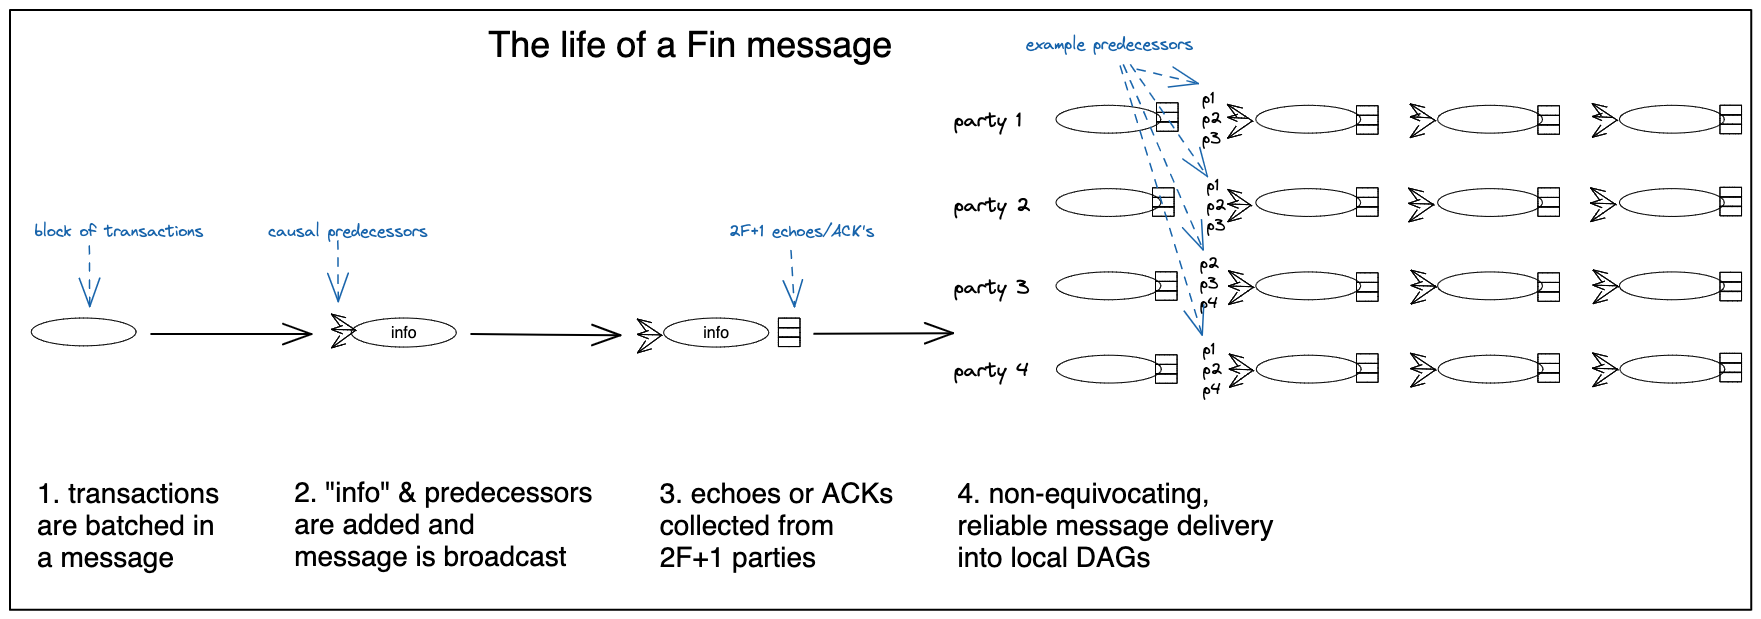 The life of a Fin message
example predecessors
party 1
p1
p2
p3
party 2
p1
p2
p3
party 3
p2
p3
p4
party 4
p1
p2
p4
block of transactions
causal predecessors
2F+1 echoes/ACK's
info
info
1. transactions
are batched in
a message
2. "info" & predecessors
are added and
message is broadcast
3. echoes or ACKs
collected from
2F+1 parties
4. non-equivocating,
reliable message delivery
into local DAGs